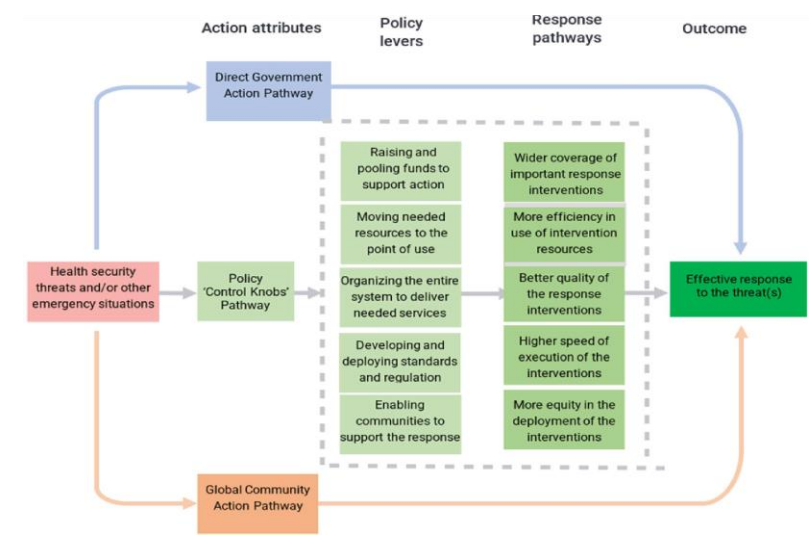 Action attributes
Policy
levers
Response
pathways
Outcome
Direct Government
Action Pathway
Raising and
pooling funds to
support action
Wider coverage of
important response
interventions
Moving needed
resources to the
point of use
More efficiency in
use of intervention
resources
Health security
threats and/or other
emergency situations
Policy
'Control Knobs'
Pathway
Organizing the entire
system to deliver
needed services
Better quality of
the response
interventions
Effective response
to the threat(s)
Developing and
deploying standards
and regulation
Higher speed of
execution of the
interventions
Enabling
communities to
support the response
More equity in the
deployment of the
interventions
Global Community
Action Pathway